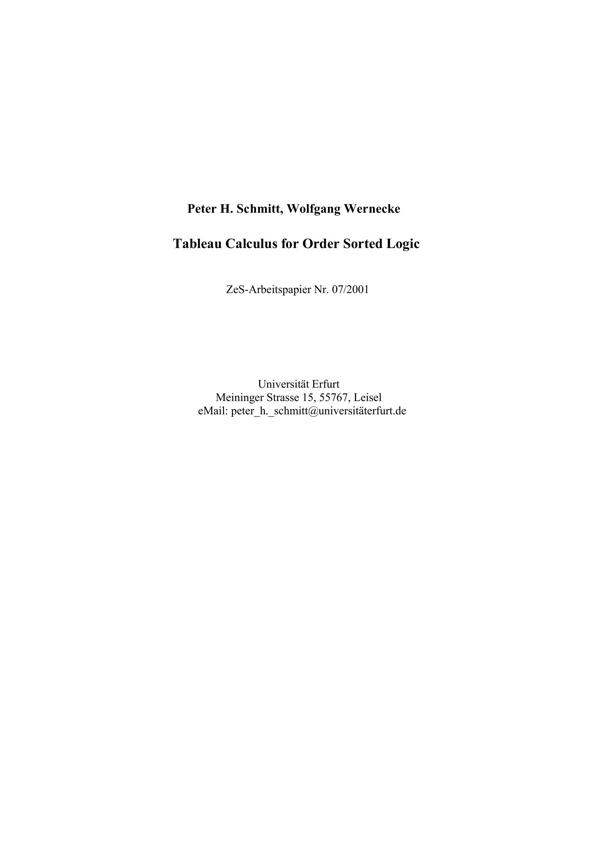 Peter H. Schmitt, Wolfgang Wernecke
Tableau Calculus for Order Sorted Logic
ZeS-Arbeitspapier Nr. 07/2001
Universität Erfurt
Meininger Strasse 15, 55767, Leisel
eMail: peter_h._schmitt@universitäterfurt.de